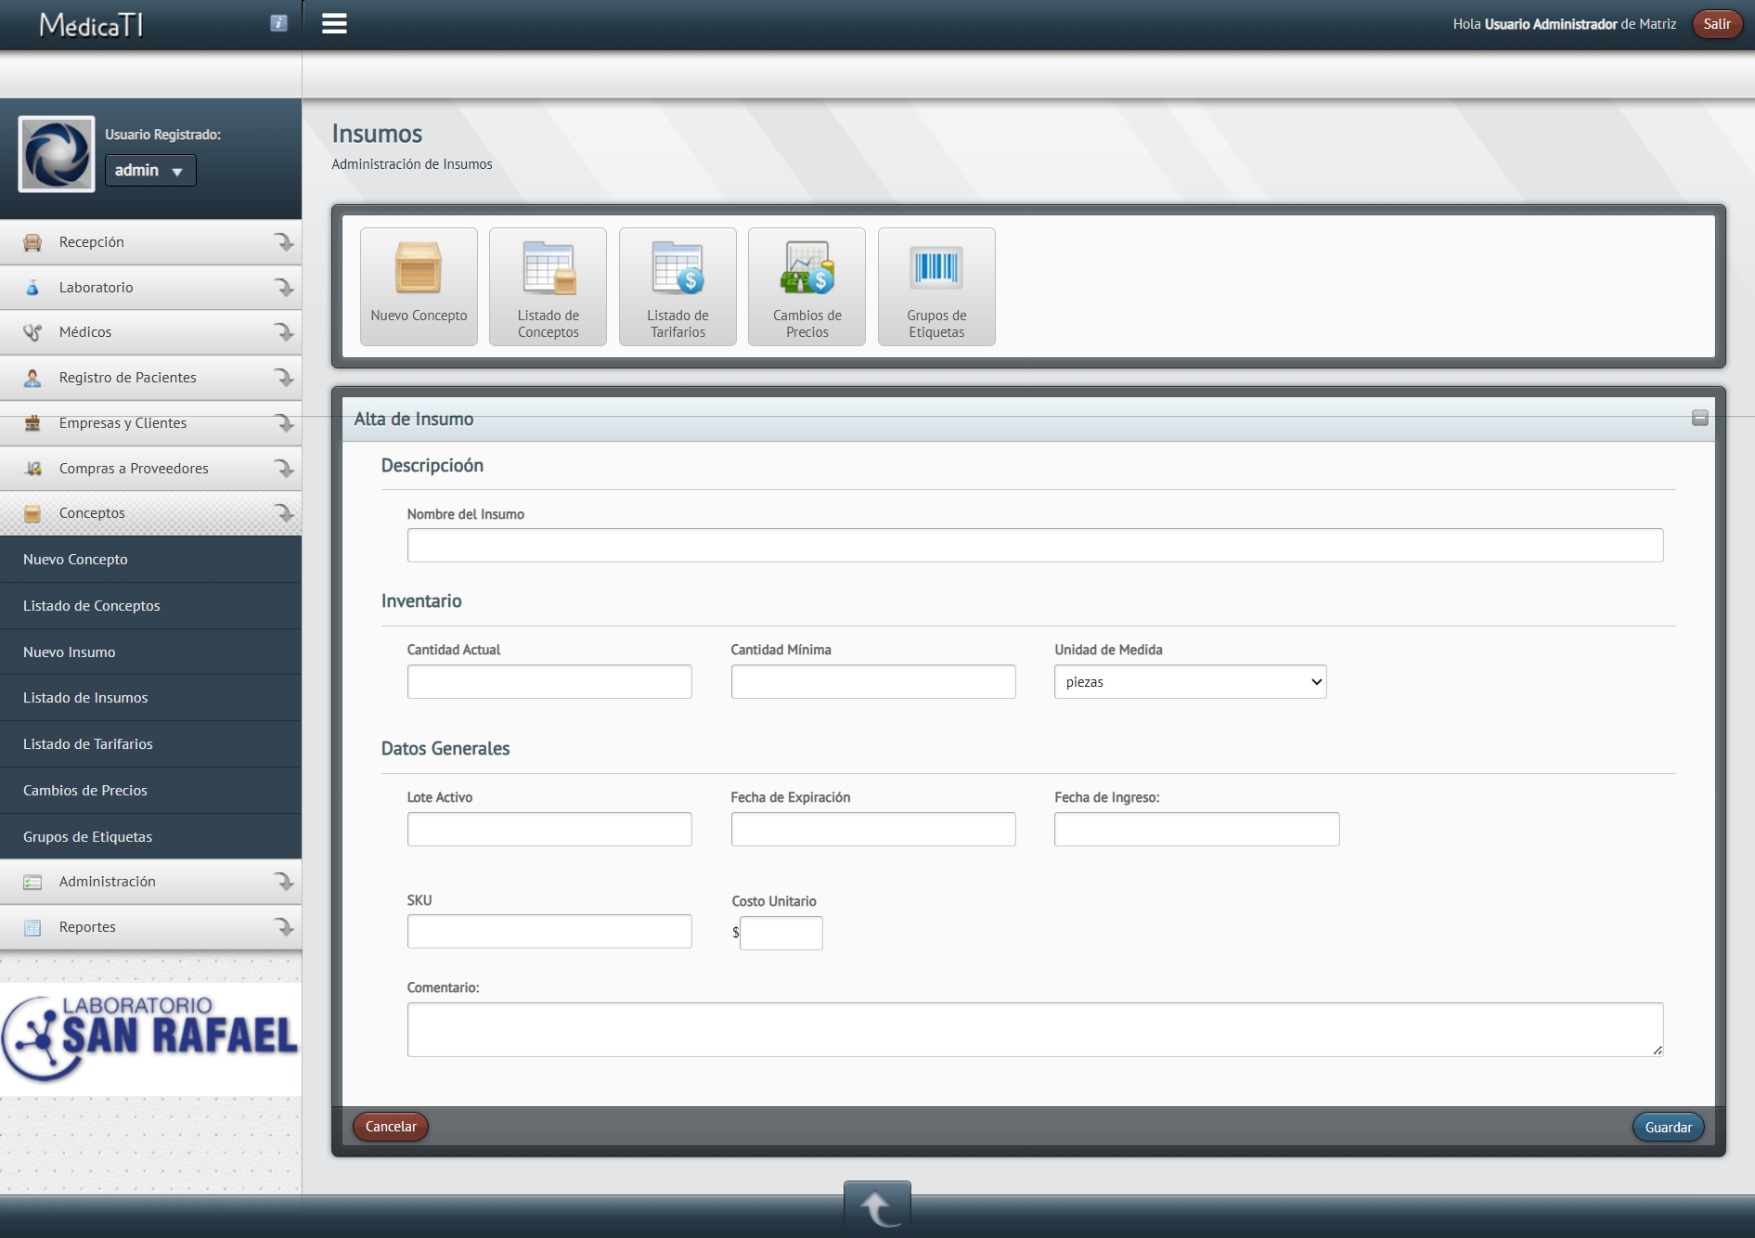 MédicaTI
Hola Usuario Administrador de Matriz
Salir
Usuario Registrado:
admin
Recepción
Laboratorio
Médicos
Registro de Pacientes
Empresas y Clientes
Compras a Proveedores
Conceptos
Nuevo Concepto
Listado de Conceptos
Nuevo Insumo
Listado de Insumos
Listado de Tarifarios
Cambios de Precios
Grupos de Etiquetas
Administración
Reportes
LABORATORIO
SAN RAFAEL
Insumos
Administración de Insumos
Nuevo Concepto
Listado de
Conceptos
Listado de
Tarifarios
Cambios de
Precios
Grupos de
Etiquetas
Alta de Insumo
Descripcioón
Nombre del Insumo
Inventario
Cantidad Actual
Cantidad Mínima
Unidad de Medida
piezas
Datos Generales
Lote Activo
Fecha de Expiración
Fecha de Ingreso:
SKU
Costo Unitario
$
Comentario:
Cancelar
Guardar